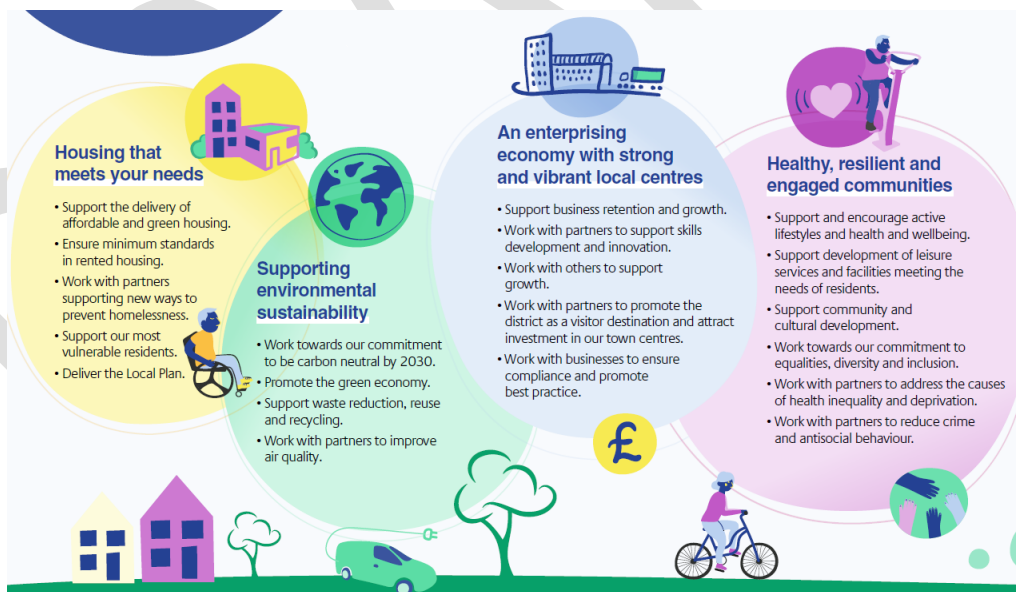 Housing that
meets your needs
• Support the delivery of
affordable and green housing.
• Ensure minimum standards
in rented housing.
• Work with partners
supporting new ways to
prevent homelessness.
• Support our most
vulnerable residents.
• Deliver the Local Plan.
Supporting
environmental
sustainability
• Work towards our commitment
to be carbon neutral by 2030.
• Promote the green economy.
• Support waste reduction, reuse
and recycling.
• Work with partners to improve
air quality.
An enterprising
economy with strong
and vibrant local centres
• Support business retention and growth.
• Work with partners to support skills
development and innovation.
• Work with others to support
growth.
• Work with partners to promote the
district as a visitor destination and attract
investment in our town centres.
• Work with businesses to ensure
compliance and promote
best practice.
£
Healthy, resilient and
engaged communities
• Support and encourage active
lifestyles and health and wellbeing.
• Support development of leisure
services and facilities meeting the
needs of residents.
• Support community and
cultural development.
• Work towards our commitment to
equalities, diversity and inclusion.
• Work with partners to address the causes
of health inequality and deprivation.
• Work with partners to reduce crime
and antisocial behaviour.